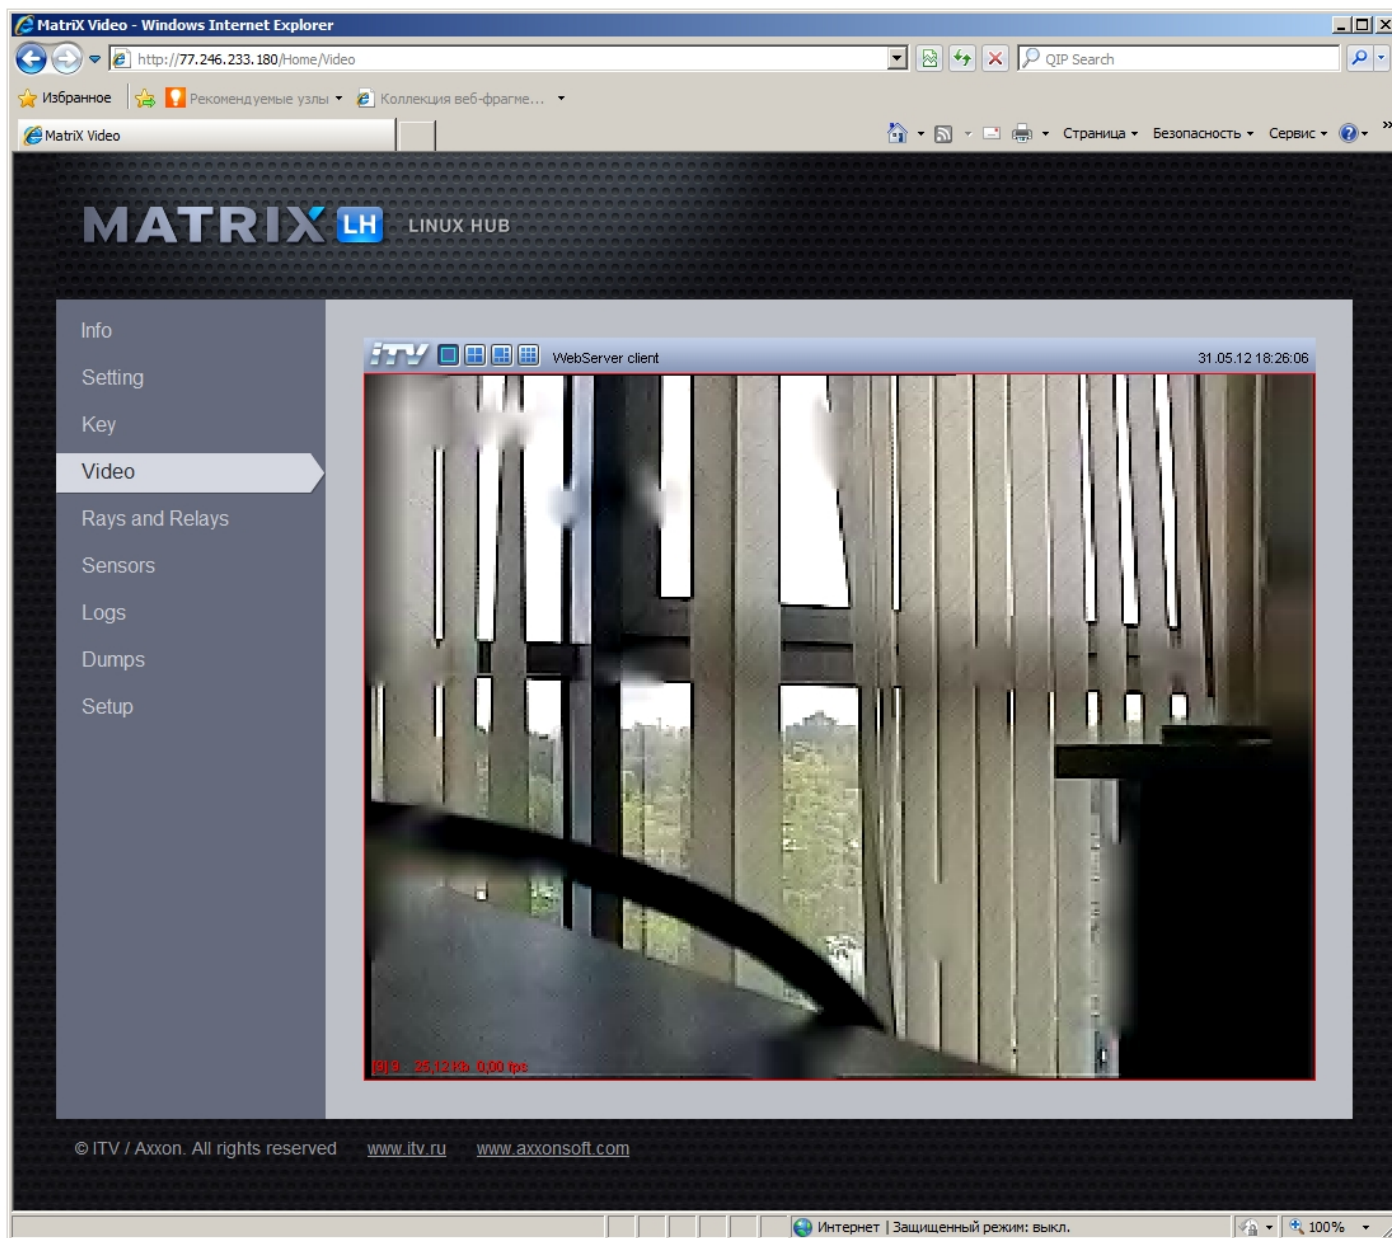 MatriX Video - Windows Internet Explorer
http://77.246.233.180/Home/Video
QIP Search
Избранное
Рекомендуемые узлы
Коллекция веб-фрагме...
MatriX Video
Страница
Безопасность
Сервис
MATRIX LH LINUX HUB
Info
Setting
Key
Video
Rays and Relays
Sensors
Logs
Dumps
Setup
iTV WebServer client 31.05.12 18:26:06
[9] 9 25,12 Kb 0,00 fps
© ITV / Axxon. All rights reserved www.itv.ru www.axxonsoft.com
Интернет | Защищенный режим: выкл.
100%